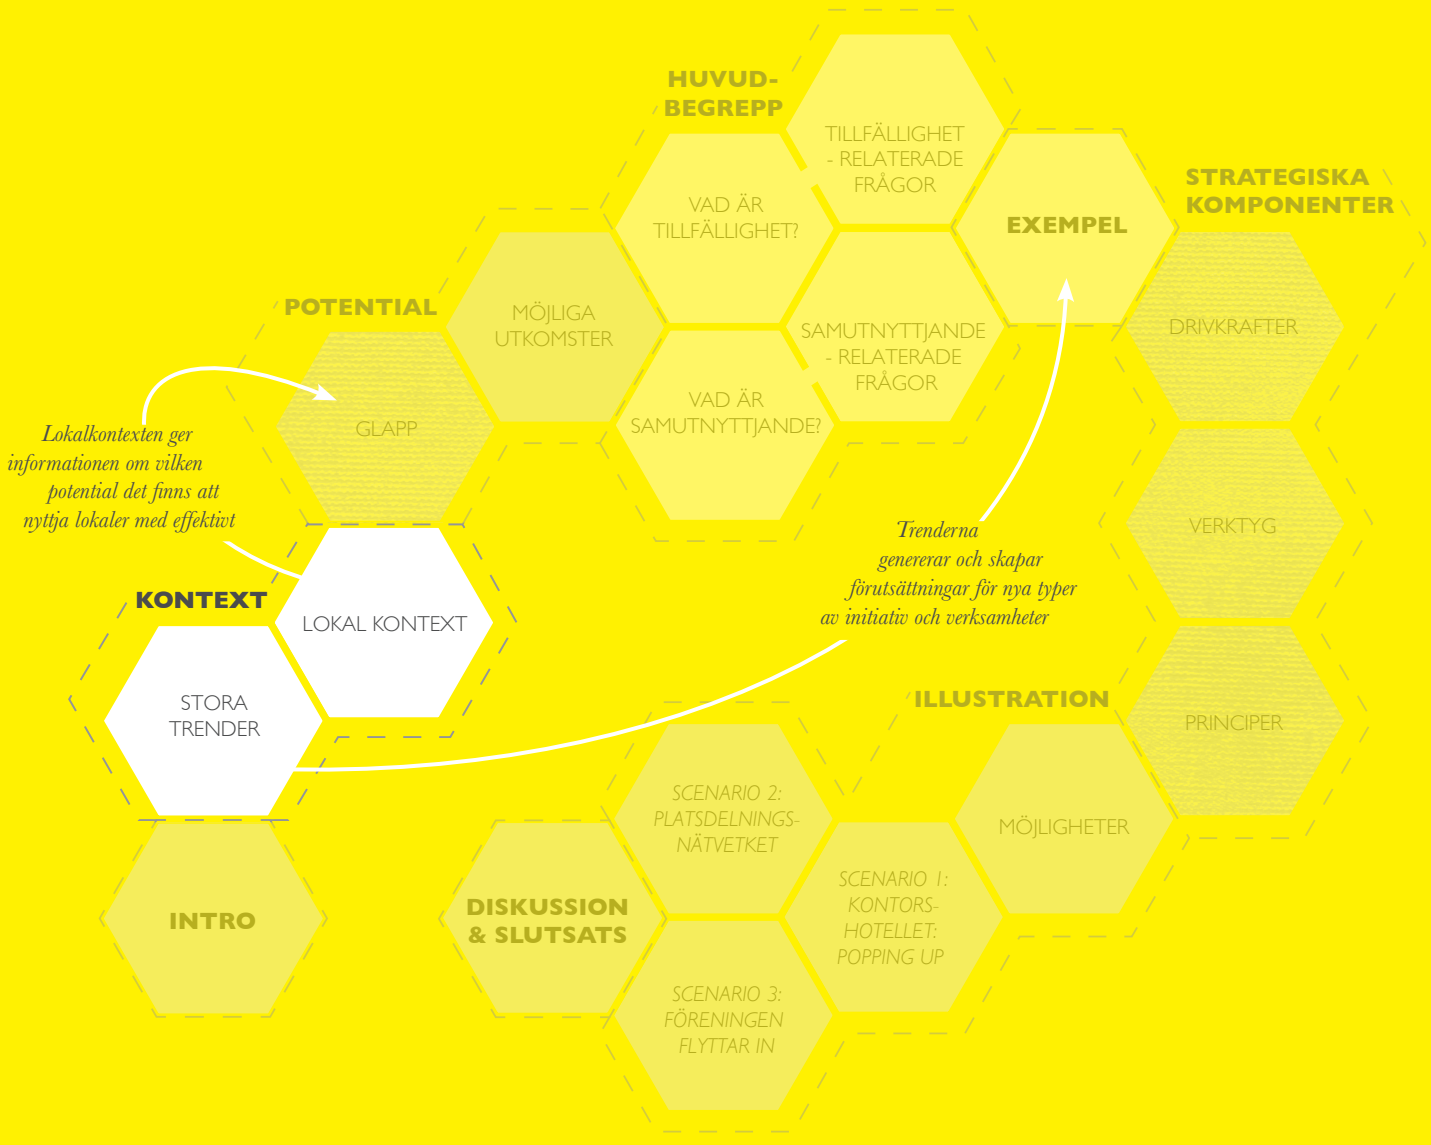 HUVUD-
BEGREPP
TILLFÄLLIGHET
- RELATERADE
FRÅGOR
VAD ÄR
TILLFÄLLIGHET?
EXEMPEL
STRATEGISKA
KOMPONENTER
POTENTIAL
MÖJLIGA
UTKOMSTER
SAMUTNYTTJANDE
- RELATERADE
FRÅGOR
DRIVKRAFTER
GLAPP
VAD ÄR
SAMUTNYTTJANDE?
Lokalkontexten ger
informationen om vilken
potential det finns att
nyttja lokaler med effektivt
Trenderna
genererar och skapar
förutsättningar för nya typer
av initiativ och verksamheter
VERKTYG
KONTEXT
LOKAL KONTEXT
STORA
TRENDER
ILLUSTRATION
PRINCIPER
SCENARIO 2:
PLATSDELNINGS-
NÄTVETKET
MÖJLIGHETER
SCENARIO 1:
KONTORS-
HOTELLET:
POPPING UP
INTRO
DISKUSSION
& SLUTSATS
SCENARIO 3:
FÖRENINGEN
FLYTTAR IN